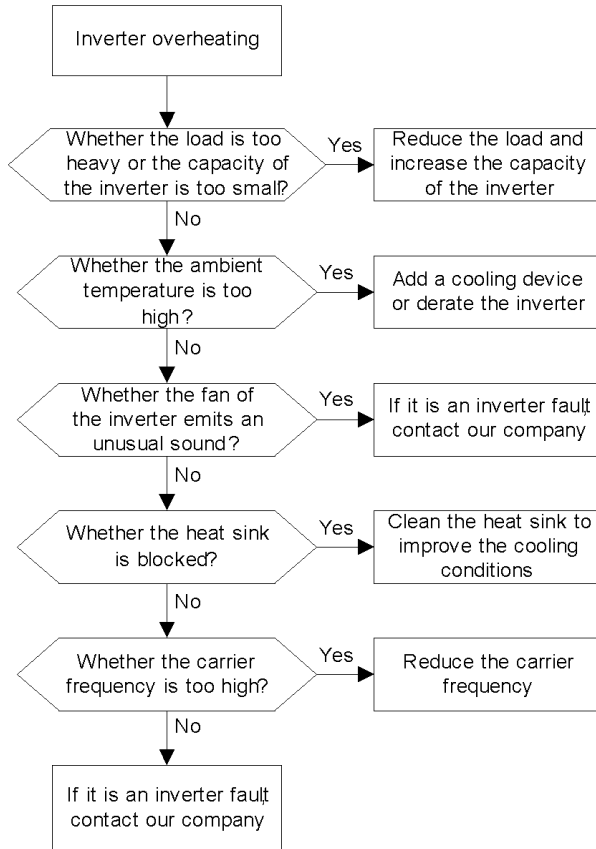 Inverter overheating
Whether the load is too
heavy or the capacity of
the inverter is too small?
Yes
Reduce the load and
increase the capacity
of the inverter
No
Whether the ambient
temperature is too
high?
Yes
Add a cooling device
or derate the inverter
No
Whether the fan of
the inverter emits an
unusual sound?
Yes
If it is an inverter fault,
contact our company
No
Whether the heat sink
is blocked?
Yes
Clean the heat sink to
improve the cooling
conditions
No
Whether the carrier
frequency is too high?
Yes
Reduce the carrier
frequency
No
If it is an inverter fault,
contact our company